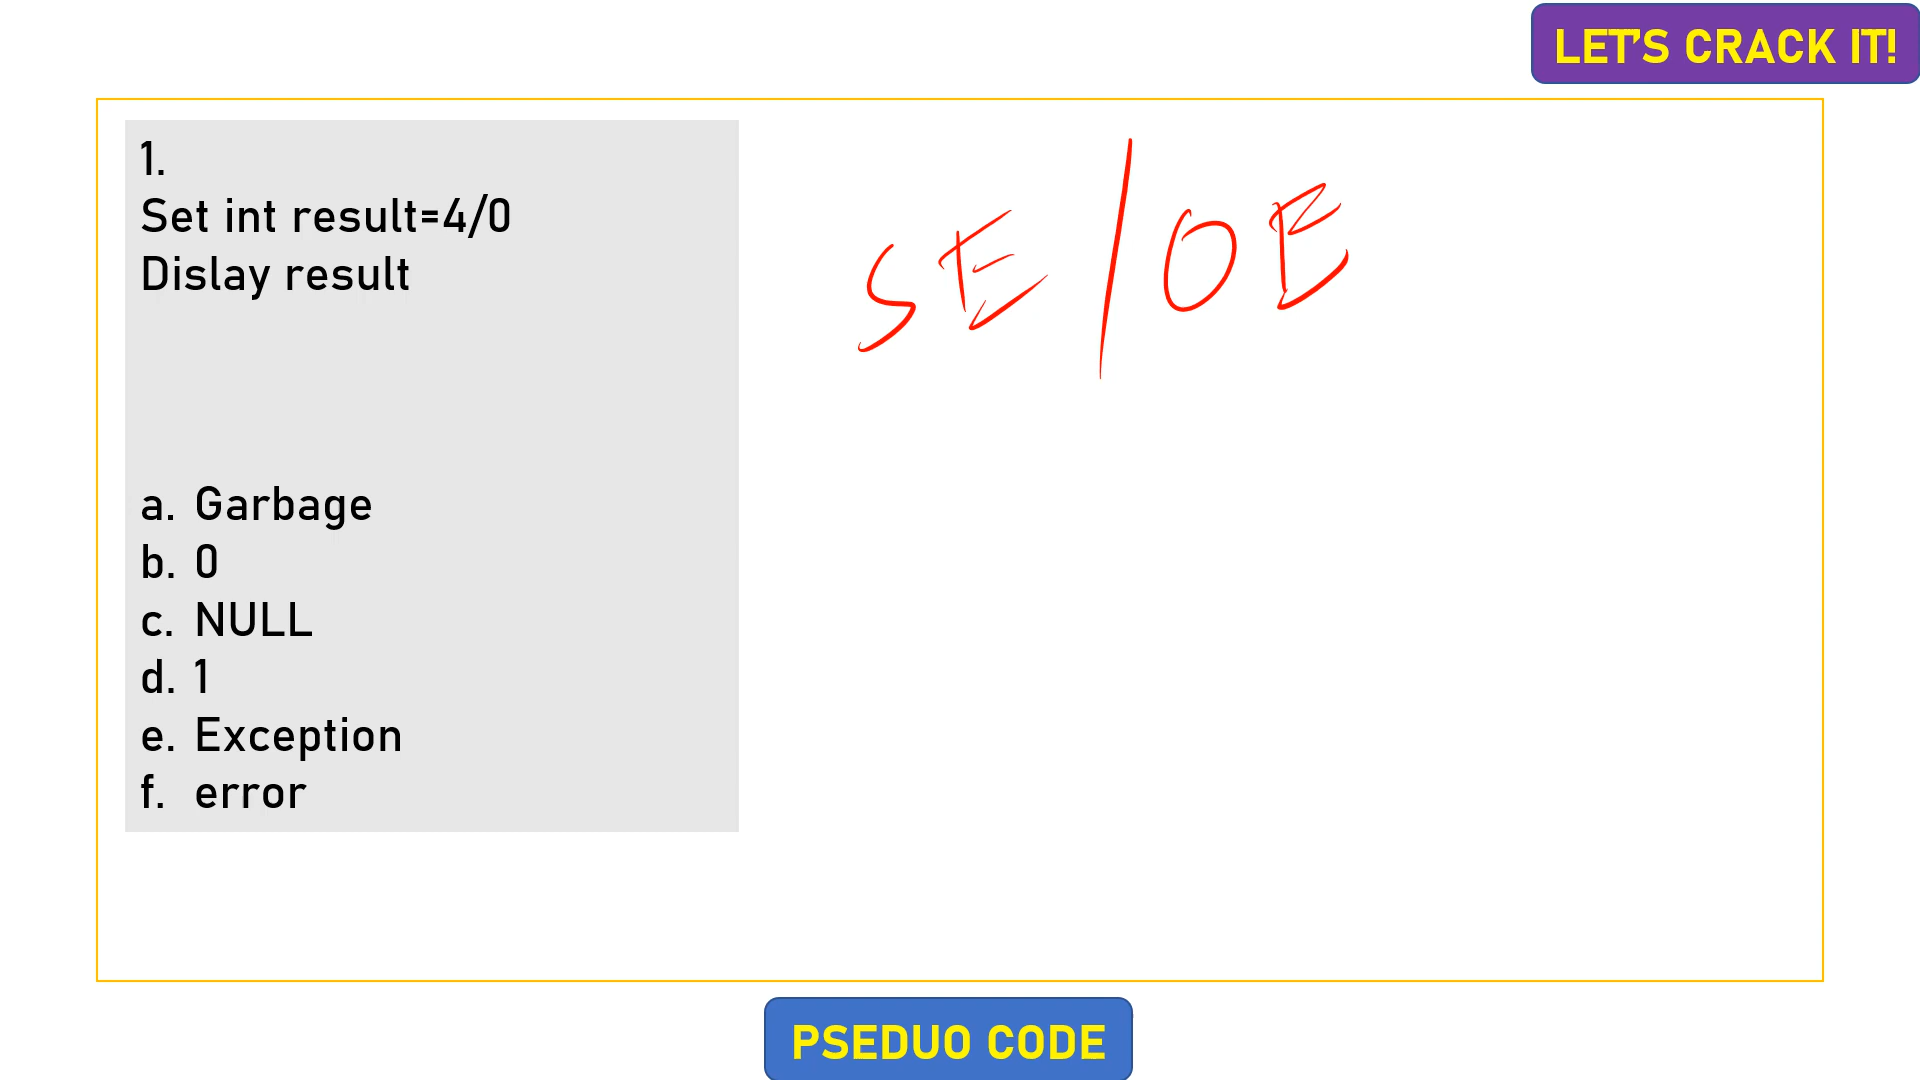 LET'S CRACK IT!
1.
Set int result=4/0
Dislay result
SE/OE
a. Garbage
b. 0
c. NULL
d. 1
e. Exception
f. error
PSEDUO CODE